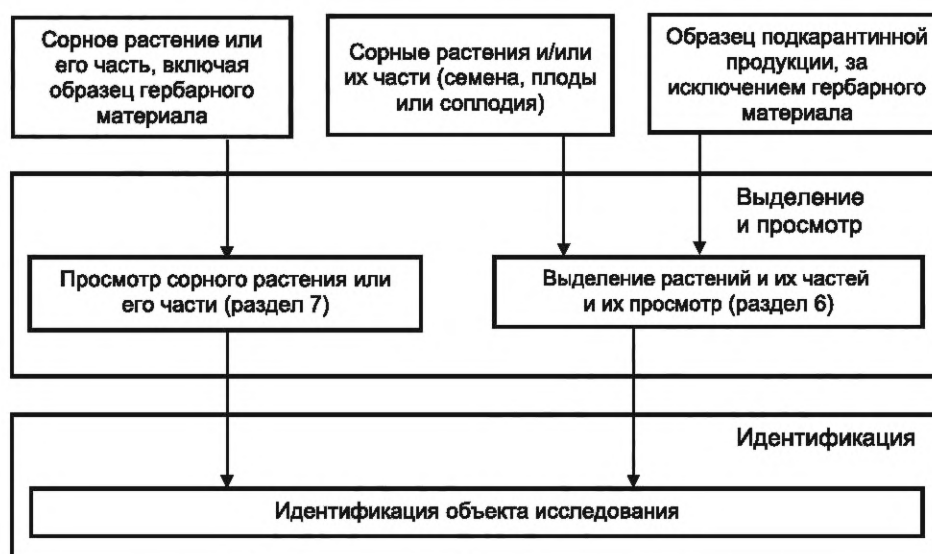 Сорное растение или
его часть, включая
образец гербарного
материала
Сорные растения и/или
их части (семена, плоды
или соплодия)
Образец подкарантинной
продукции, за
исключением гербарного
материала
Выделение
и просмотр
Просмотр сорного растения или
его части (раздел 7)
Выделение растений и их частей
и их просмотр (раздел 6)
Идентификация
Идентификация объекта исследования